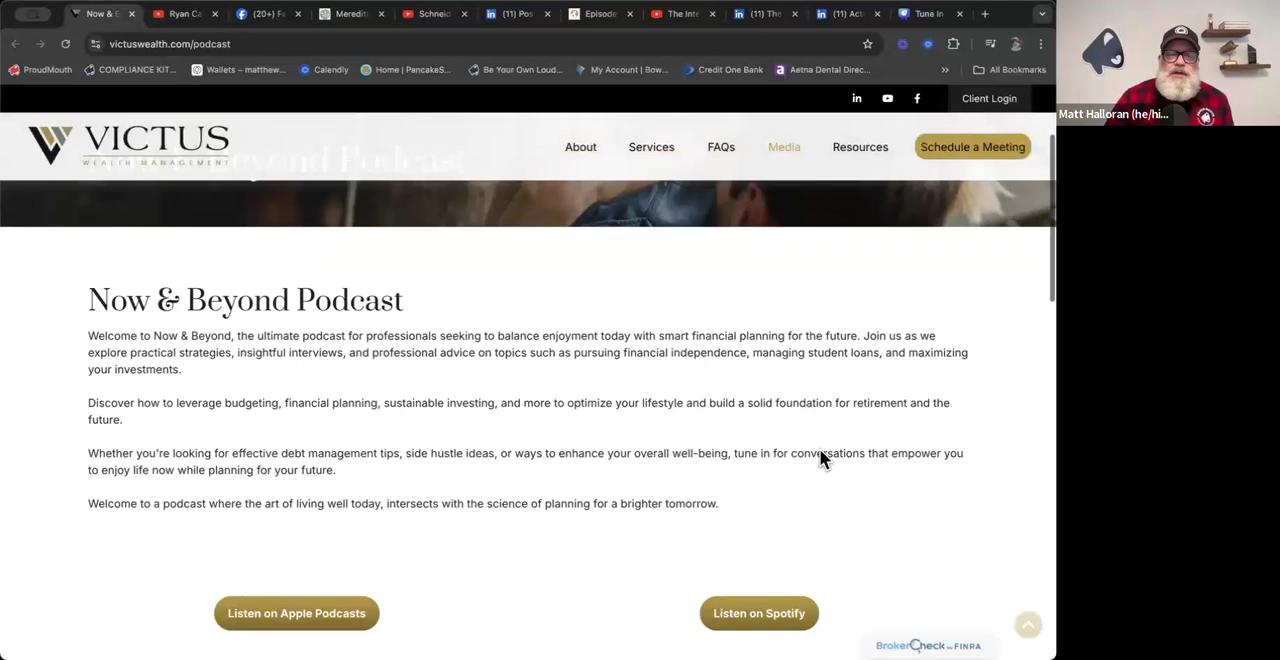 Now & B
Ryan Ca
(20+) F
Meredit
Schneid
(11) Pos
Episode
The Inte
(11) The
(11) Act
Tune In
victuswealth.com/podcast
ProudMouth
COMPLIANCE KIT...
Wallets – matthew...
Calendly
Home | PancakeS...
Be Your Own Loud...
My Account | Bow...
Credit One Bank
Aetna Dental Direc...
All Bookmarks
Matt Halloran (he/hi...
Client Login
VICTUS
WEALTH MANAGEMENT
About
Services
FAQs
Media
Resources
Schedule a Meeting
Beyond Podcast
Now & Beyond Podcast
Welcome to Now & Beyond, the ultimate podcast for professionals seeking to balance enjoyment today with smart financial planning for the future. Join us as we
explore practical strategies, insightful interviews, and professional advice on topics such as pursuing financial independence, managing student loans, and maximizing
your investments.
Discover how to leverage budgeting, financial planning, sustainable investing, and more to optimize your lifestyle and build a solid foundation for retirement and the
future.
Whether you're looking for effective debt management tips, side hustle ideas, or ways to enhance your overall well-being, tune in for conversations that empower you
to enjoy life now while planning for your future.
Welcome to a podcast where the art of living well today, intersects with the science of planning for a brighter tomorrow.
Listen on Apple Podcasts
Listen on Spotify
BrokerCheck by FINRA